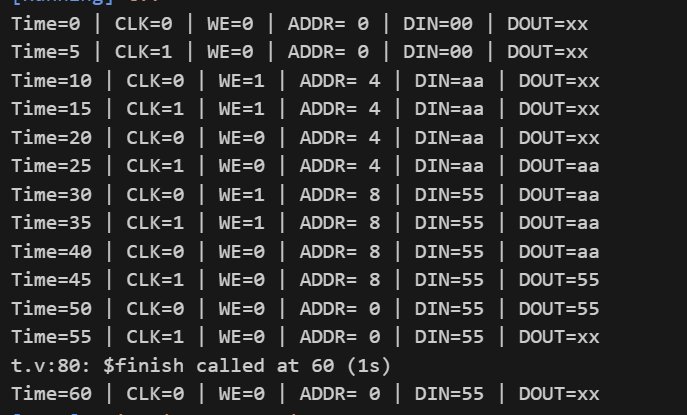 [Running]
Time=0 | CLK=0 | WE=0 | ADDR= 0 | DIN=00 | DOUT=xx
Time=5 | CLK=1 | WE=0 | ADDR= 0 | DIN=00 | DOUT=xx
Time=10 | CLK=0 | WE=1 | ADDR= 4 | DIN=aa | DOUT=xx
Time=15 | CLK=1 | WE=1 | ADDR= 4 | DIN=aa | DOUT=xx
Time=20 | CLK=0 | WE=0 | ADDR= 4 | DIN=aa | DOUT=xx
Time=25 | CLK=1 | WE=0 | ADDR= 4 | DIN=aa | DOUT=aa
Time=30 | CLK=0 | WE=1 | ADDR= 8 | DIN=55 | DOUT=aa
Time=35 | CLK=1 | WE=1 | ADDR= 8 | DIN=55 | DOUT=aa
Time=40 | CLK=0 | WE=0 | ADDR= 8 | DIN=55 | DOUT=aa
Time=45 | CLK=1 | WE=0 | ADDR= 8 | DIN=55 | DOUT=55
Time=50 | CLK=0 | WE=0 | ADDR= 0 | DIN=55 | DOUT=55
Time=55 | CLK=1 | WE=0 | ADDR= 0 | DIN=55 | DOUT=xx
t.v:80: $finish called at 60 (1s)
Time=60 | CLK=0 | WE=0 | ADDR= 0 | DIN=55 | DOUT=xx